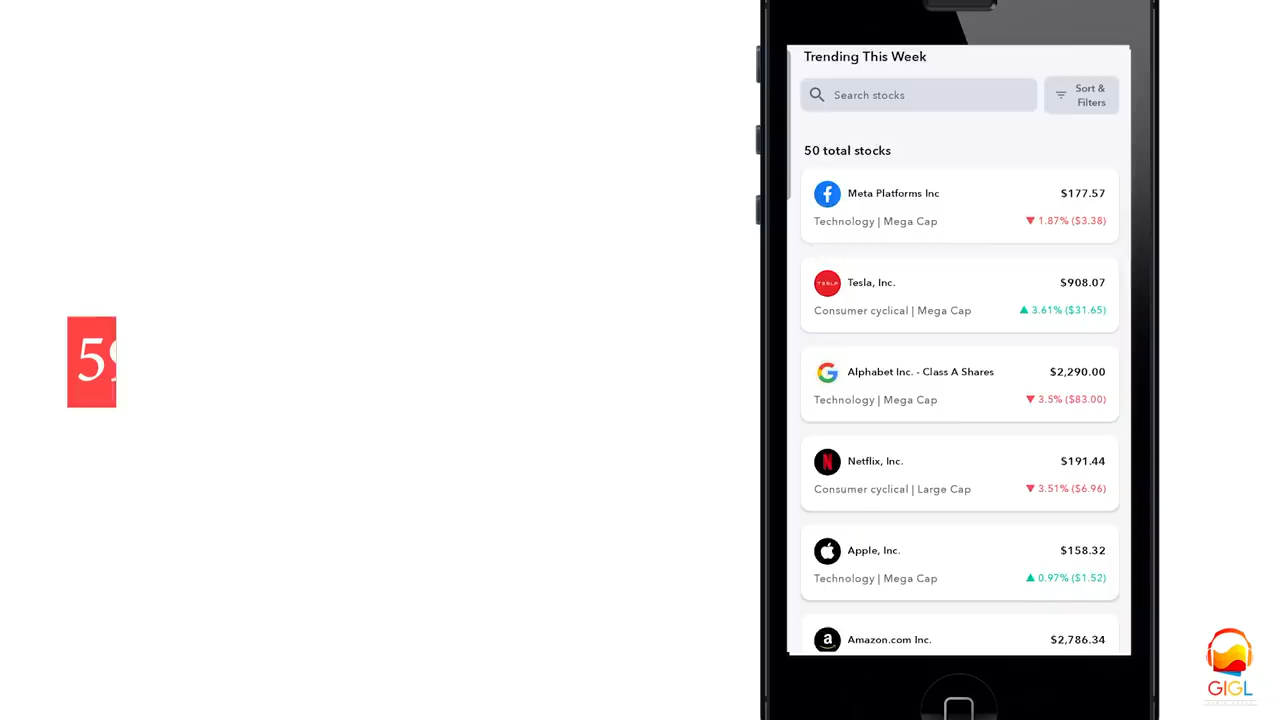 Trending This Week
Search stocks
Sort &
Filters
50 total stocks
Meta Platforms Inc
$177.57
Technology | Mega Cap
▼ 1.87% ($3.38)
TESLA
Tesla, Inc.
$908.07
Consumer cyclical | Mega Cap
▲ 3.61% ($31.65)
Alphabet Inc. - Class A Shares
$2,290.00
Technology | Mega Cap
▼ 3.5% ($83.00)
Netflix, Inc.
$191.44
Consumer cyclical | Large Cap
▼ 3.51% ($6.96)
Apple, Inc.
$158.32
Technology | Mega Cap
▲ 0.97% ($1.52)
Amazon.com Inc.
$2,786.34
5
GIGL